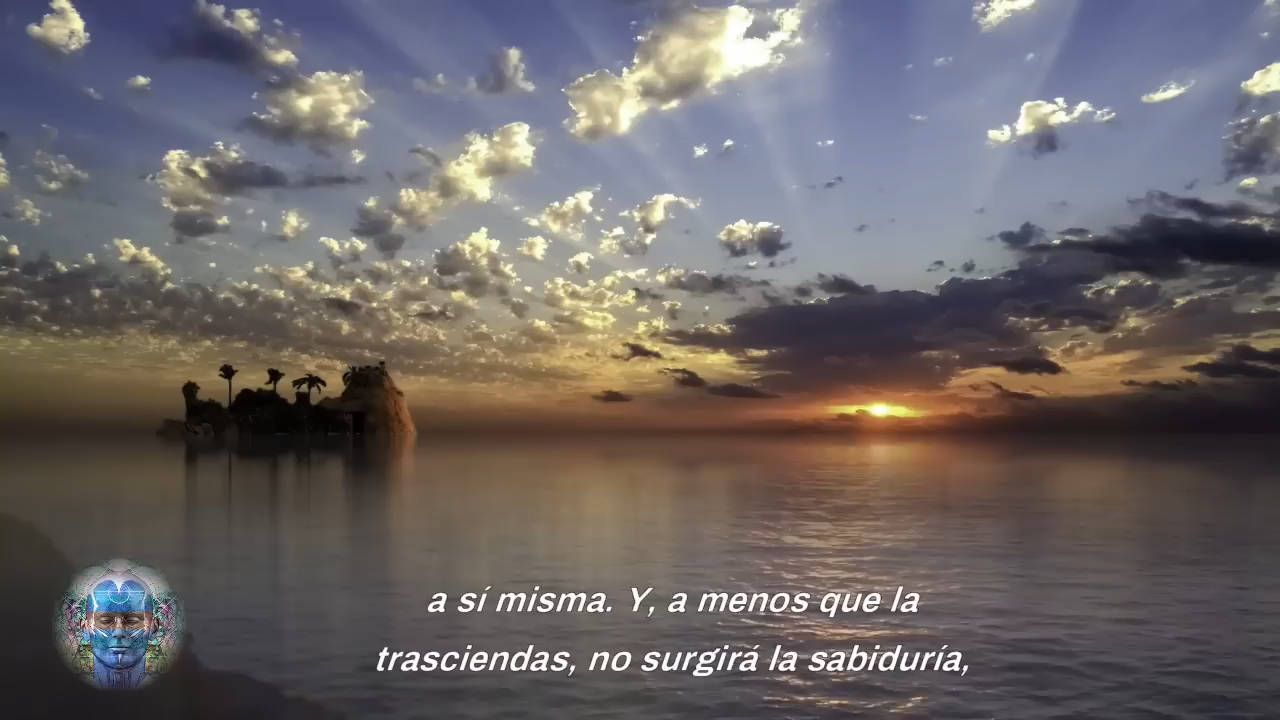 a sí misma. Y, a menos que la
trasciendas, no surgirá la sabiduría,